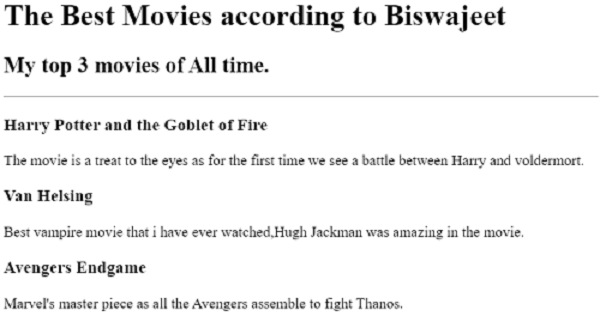 The Best Movies according to Biswajeet
My top 3 movies of All time.
Harry Potter and the Goblet of Fire
The movie is a treat to the eyes as for the first time we see a battle between Harry and voldermort.
Van Helsing
Best vampire movie that i have ever watched,Hugh Jackman was amazing in the movie.
Avengers Endgame
Marvel's master piece as all the Avengers assemble to fight Thanos.